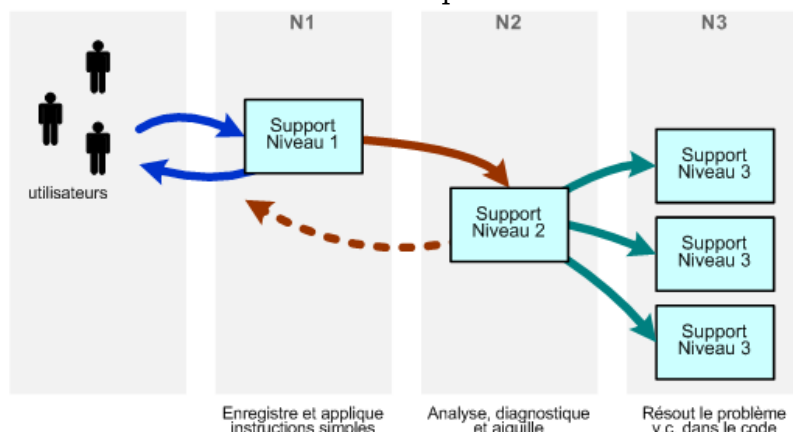 N1
N2
N3
Support
Niveau 1
Support
Niveau 2
Support
Niveau 3
Support
Niveau 3
Support
Niveau 3
utilisateurs
Enregistre et applique
instructions simples
Analyse, diagnostique
et aiguille
Résout le problème
y.c. dans le code